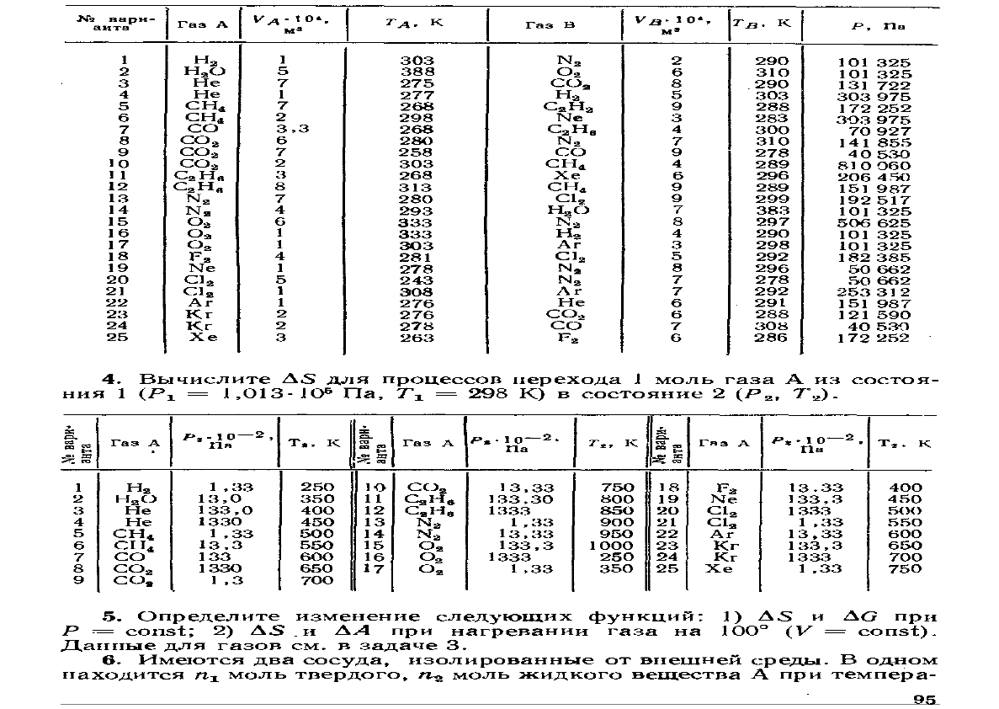 № вари-анта | Газ А | V_A·10⁴, м³ | T_A, К | Газ В | V_B·10⁴, м³ | T_B, К | P, Па
1 H₂ 1 303 N₂ 2 290 101 325
2 H₂O 5 388 O₂ 6 310 101 325
3 He 7 275 CO₂ 8 290 131 722
4 He 1 277 H₂ 5 303 303 975
5 CH₄ 7 268 C₂H₂ 9 288 172 252
6 CH₄ 2 298 Ne 3 283 303 975
7 CO 3,3 268 C₂H₆ 4 300 70 927
8 CO₂ 6 280 N₂ 7 310 141 855
9 CO₂ 7 258 CO 9 278 40 530
10 CO₂ 2 303 CH₄ 4 289 810 060
11 C₂H₆ 3 268 Xe 6 296 206 450
12 C₂H₆ 8 313 CH₄ 9 289 151 987
13 N₂ 7 280 Cl₂ 9 299 192 517
14 N₂ 4 293 H₂O 7 383 101 325
15 O₂ 6 333 N₂ 8 297 506 625
16 O₂ 1 333 H₂ 4 290 101 325
17 O₂ 1 303 Ar 3 298 101 325
18 F₂ 4 281 Cl₂ 5 292 182 385
19 Ne 1 278 N₂ 8 296 50 662
20 Cl₂ 5 243 N₂ 7 278 50 662
21 Cl₂ 1 308 Ar 7 292 253 312
22 Ar 1 276 He 6 291 151 987
23 Kr 2 276 CO₂ 6 288 121 590
24 Kr 2 278 CO 7 308 40 530
25 Xe 3 263 F₂ 6 286 172 252
4. Вычислите ΔS для процессов перехода 1 моль газа А из состоя-
ния 1 (P₁ = 1,013·10⁵ Па, T₁ = 298 К) в состояние 2 (P₂, T₂).
№ вари-анта | Газ А | P₂·10—2, Па | T₂, К | № вари-анта | Газ А | P₂·10—2, Па | T₂, К | № вари-анта | Газ А | P₂·10—2, Па | T₂, К
1 H₂ 1,33 250 10 CO₂ 13,33 750 18 F₂ 13.33 400
2 H₂O 13,0 350 11 C₂H₆ 133,30 800 19 Ne 133,3 450
3 He 133,0 400 12 C₂H₆ 1333 850 20 Cl₂ 1333 500
4 He 1330 450 13 N₂ 1,33 900 21 Cl₂ 1,33 550
5 CH₄ 1,33 500 14 N₂ 13,33 950 22 Ar 13,33 600
6 CH₄ 13,3 550 15 O₂ 133,3 1000 23 Kr 133,3 650
7 CO 133 600 16 O₂ 1333 250 24 Kr 1333 700
8 CO₂ 1330 650 17 O₂ 1,33 350 25 Xe 1,33 750
9 CO₂ 1,3 700
5. Определите изменение следующих функций: 1) ΔS и ΔG при
P = const; 2) ΔS и ΔA при нагревании газа на 100° (V = const).
Данные для газов см. в задаче 3.
6. Имеются два сосуда, изолированные от внешней среды. В одном
находится n₁ моль твердого, n₂ моль жидкого вещества А при темпера-
95